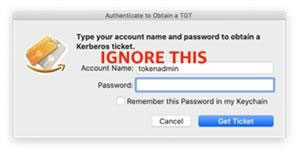 Authenticate to Obtain a TGT
Type your account name and password to obtain a
Kerberos ticket.
IGNORE THIS
Account Name: tokenadmin
Password:
Remember this Password in my Keychain
Cancel Get Ticket